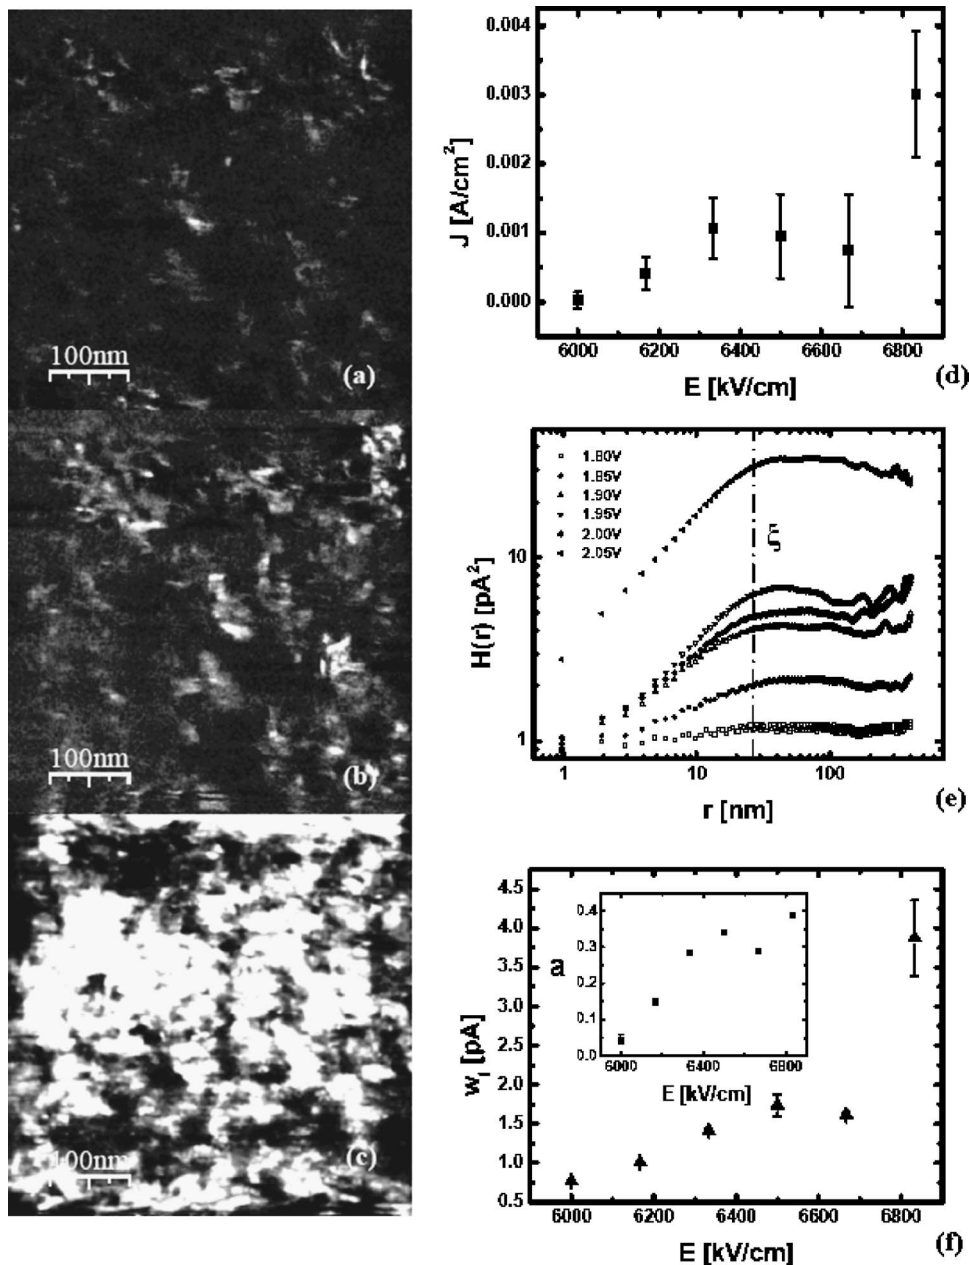 100nm
(a)
100nm
(b)
100nm
(c)
0.004
0.003
0.002
0.001
0.000
J [A/cm²]
6000 6200 6400 6600 6800
E [kV/cm]
(d)
1.80V
1.85V
1.90V
1.95V
2.00V
2.05V
ξ
10
1
H(r) [pA²]
1 10 100
r [nm]
(e)
4.5
4.0
3.5
3.0
2.5
2.0
1.5
1.0
0.5
w_I [pA]
0.4
0.3
0.2
0.1
0.0
ω
6000 6400 6800
E [kV/cm]
6000 6200 6400 6600 6800
E [kV/cm]
(f)